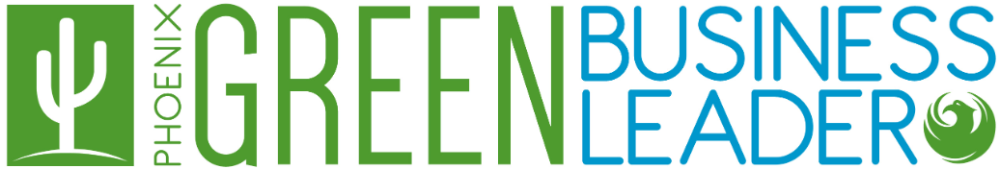 PHOENIX
GREEN
BUSINESS
LEADER